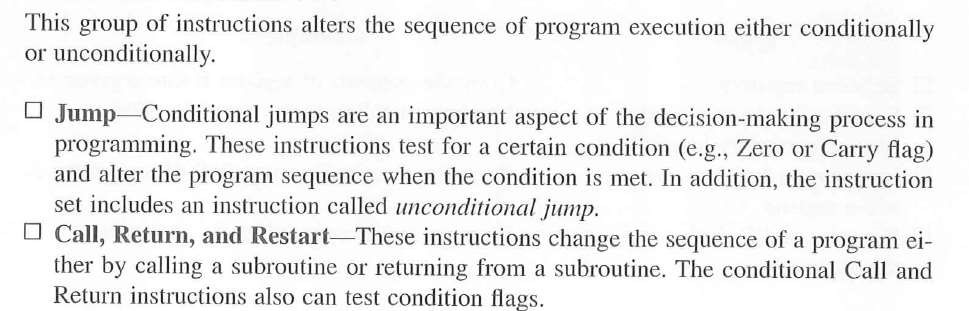 This group of instructions alters the sequence of program execution either conditionally
or unconditionally.
☐ Jump—Conditional jumps are an important aspect of the decision-making process in
programming. These instructions test for a certain condition (e.g., Zero or Carry flag)
and alter the program sequence when the condition is met. In addition, the instruction
set includes an instruction called unconditional jump.
☐ Call, Return, and Restart—These instructions change the sequence of a program ei-
ther by calling a subroutine or returning from a subroutine. The conditional Call and
Return instructions also can test condition flags.